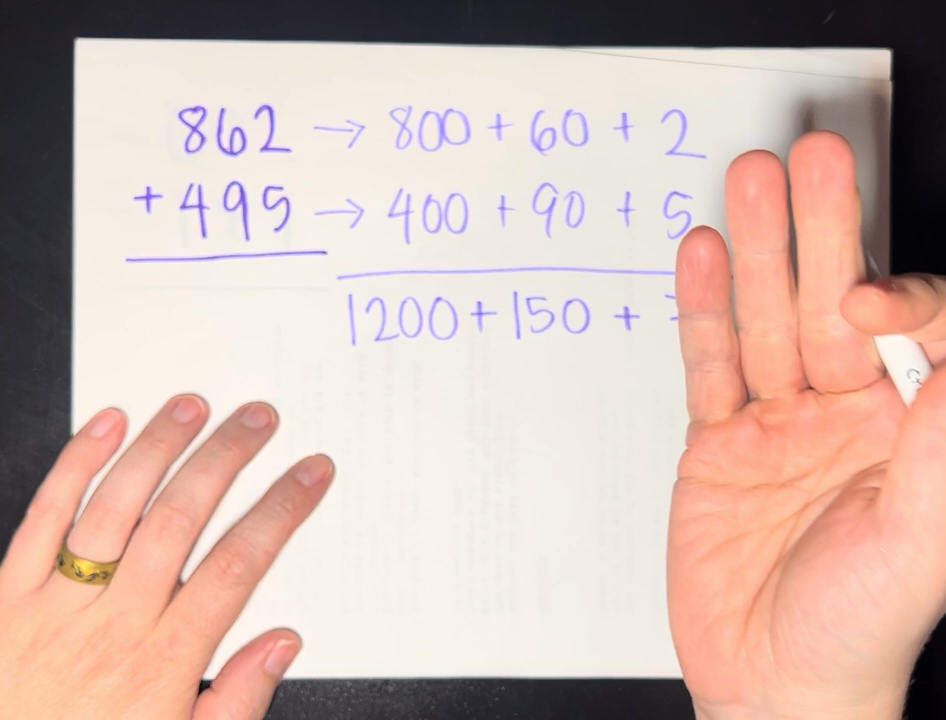 862 → 800 + 60 + 2
+ 495 → 400 + 90 + 5
1200 + 150 +